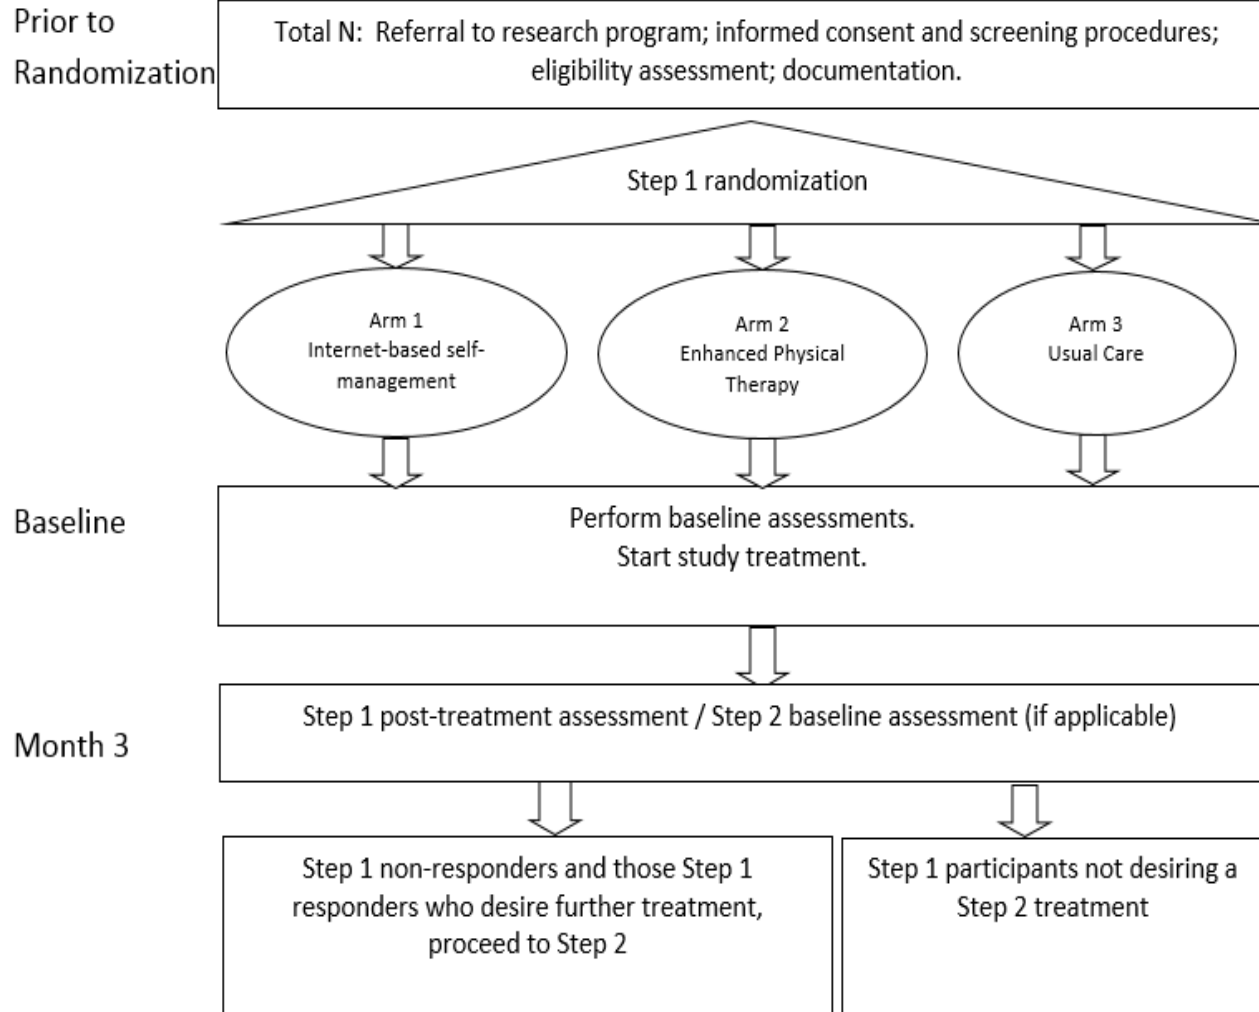 Prior to
Randomization
Total N:  Referral to research program; informed consent and screening procedures;
eligibility assessment; documentation.
Step 1 randomization
Arm 1
Internet-based self-
management
Arm 2
Enhanced Physical
Therapy
Arm 3
Usual Care
Baseline
Perform baseline assessments.
Start study treatment.
Month 3
Step 1 post-treatment assessment / Step 2 baseline assessment (if applicable)
Step 1 non-responders and those Step 1
responders who desire further treatment,
proceed to Step 2
Step 1 participants not desiring a
Step 2 treatment